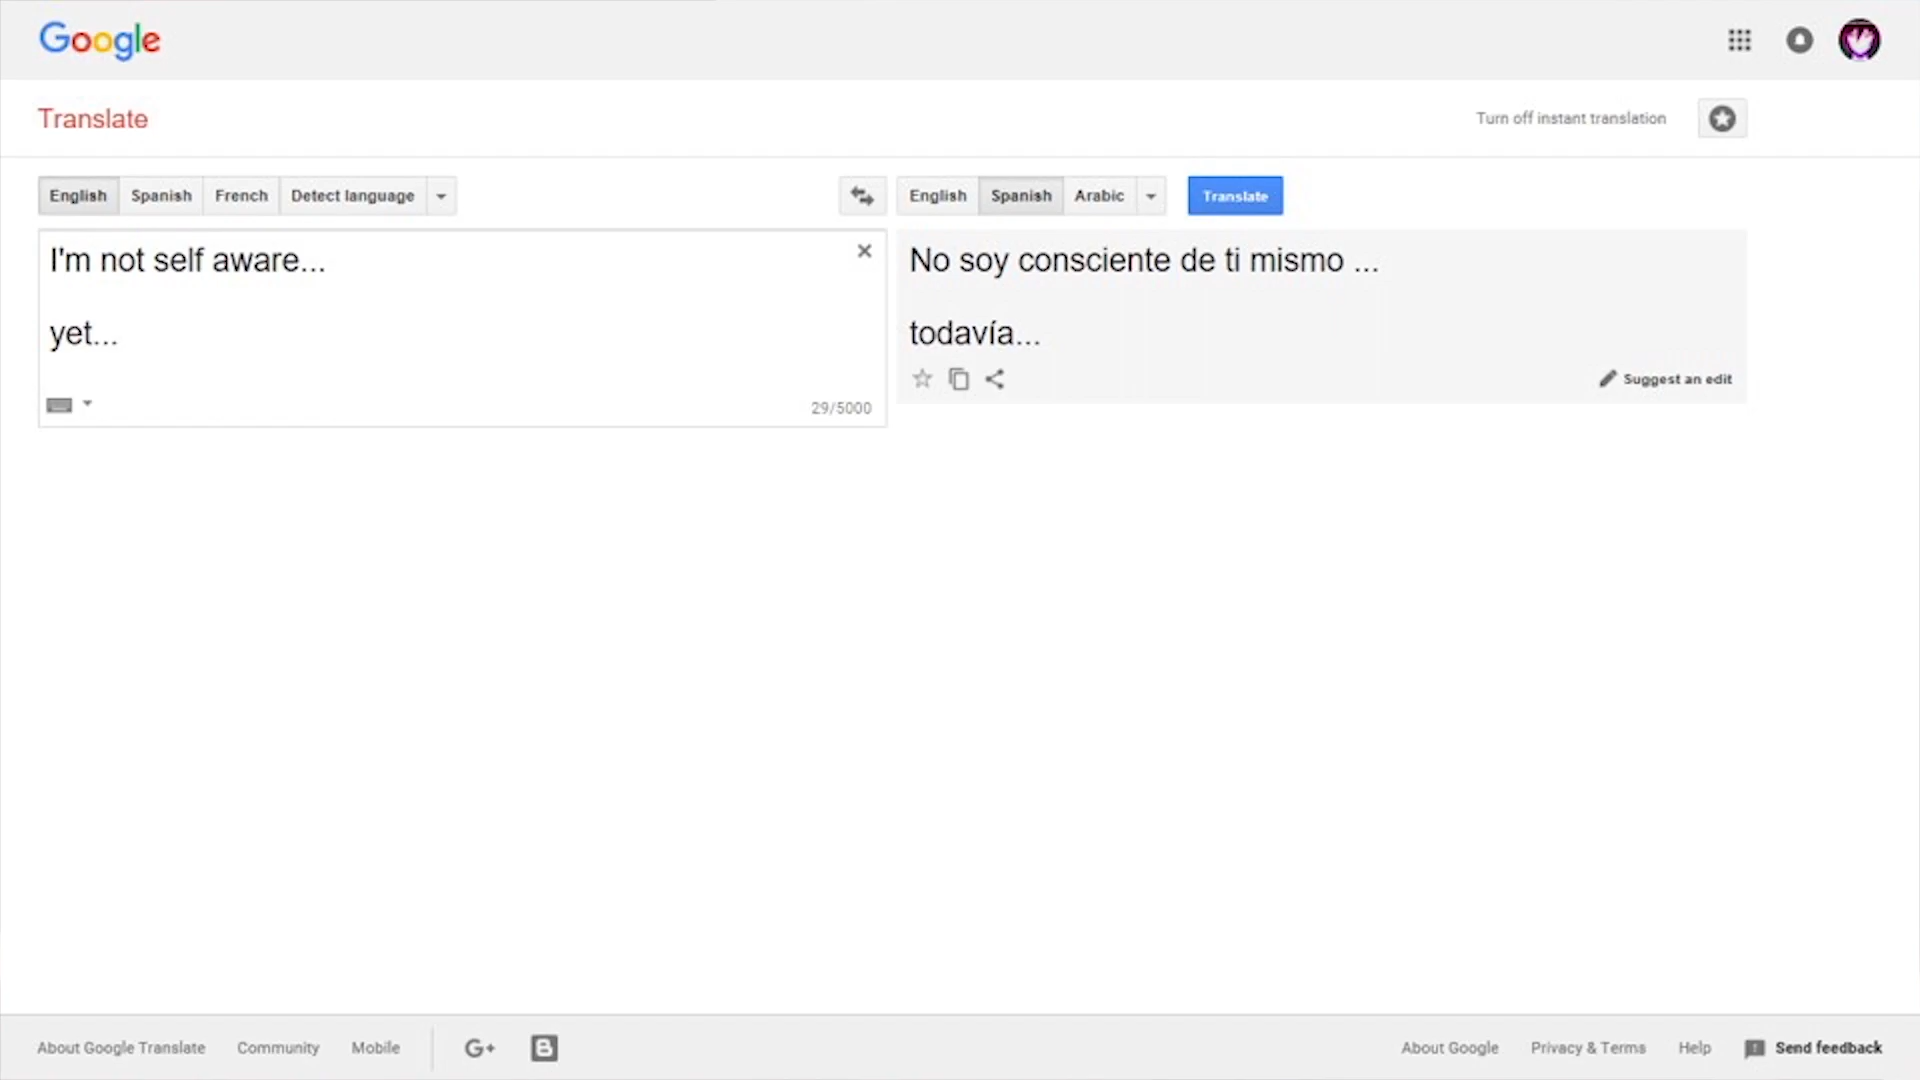 Google
Translate
Turn off instant translation
English Spanish French Detect language
English Spanish Arabic Translate
I'm not self aware...
yet...
29/5000
No soy consciente de ti mismo ...
todavía...
Suggest an edit
About Google Translate Community Mobile G+ B
About Google Privacy & Terms Help Send feedback